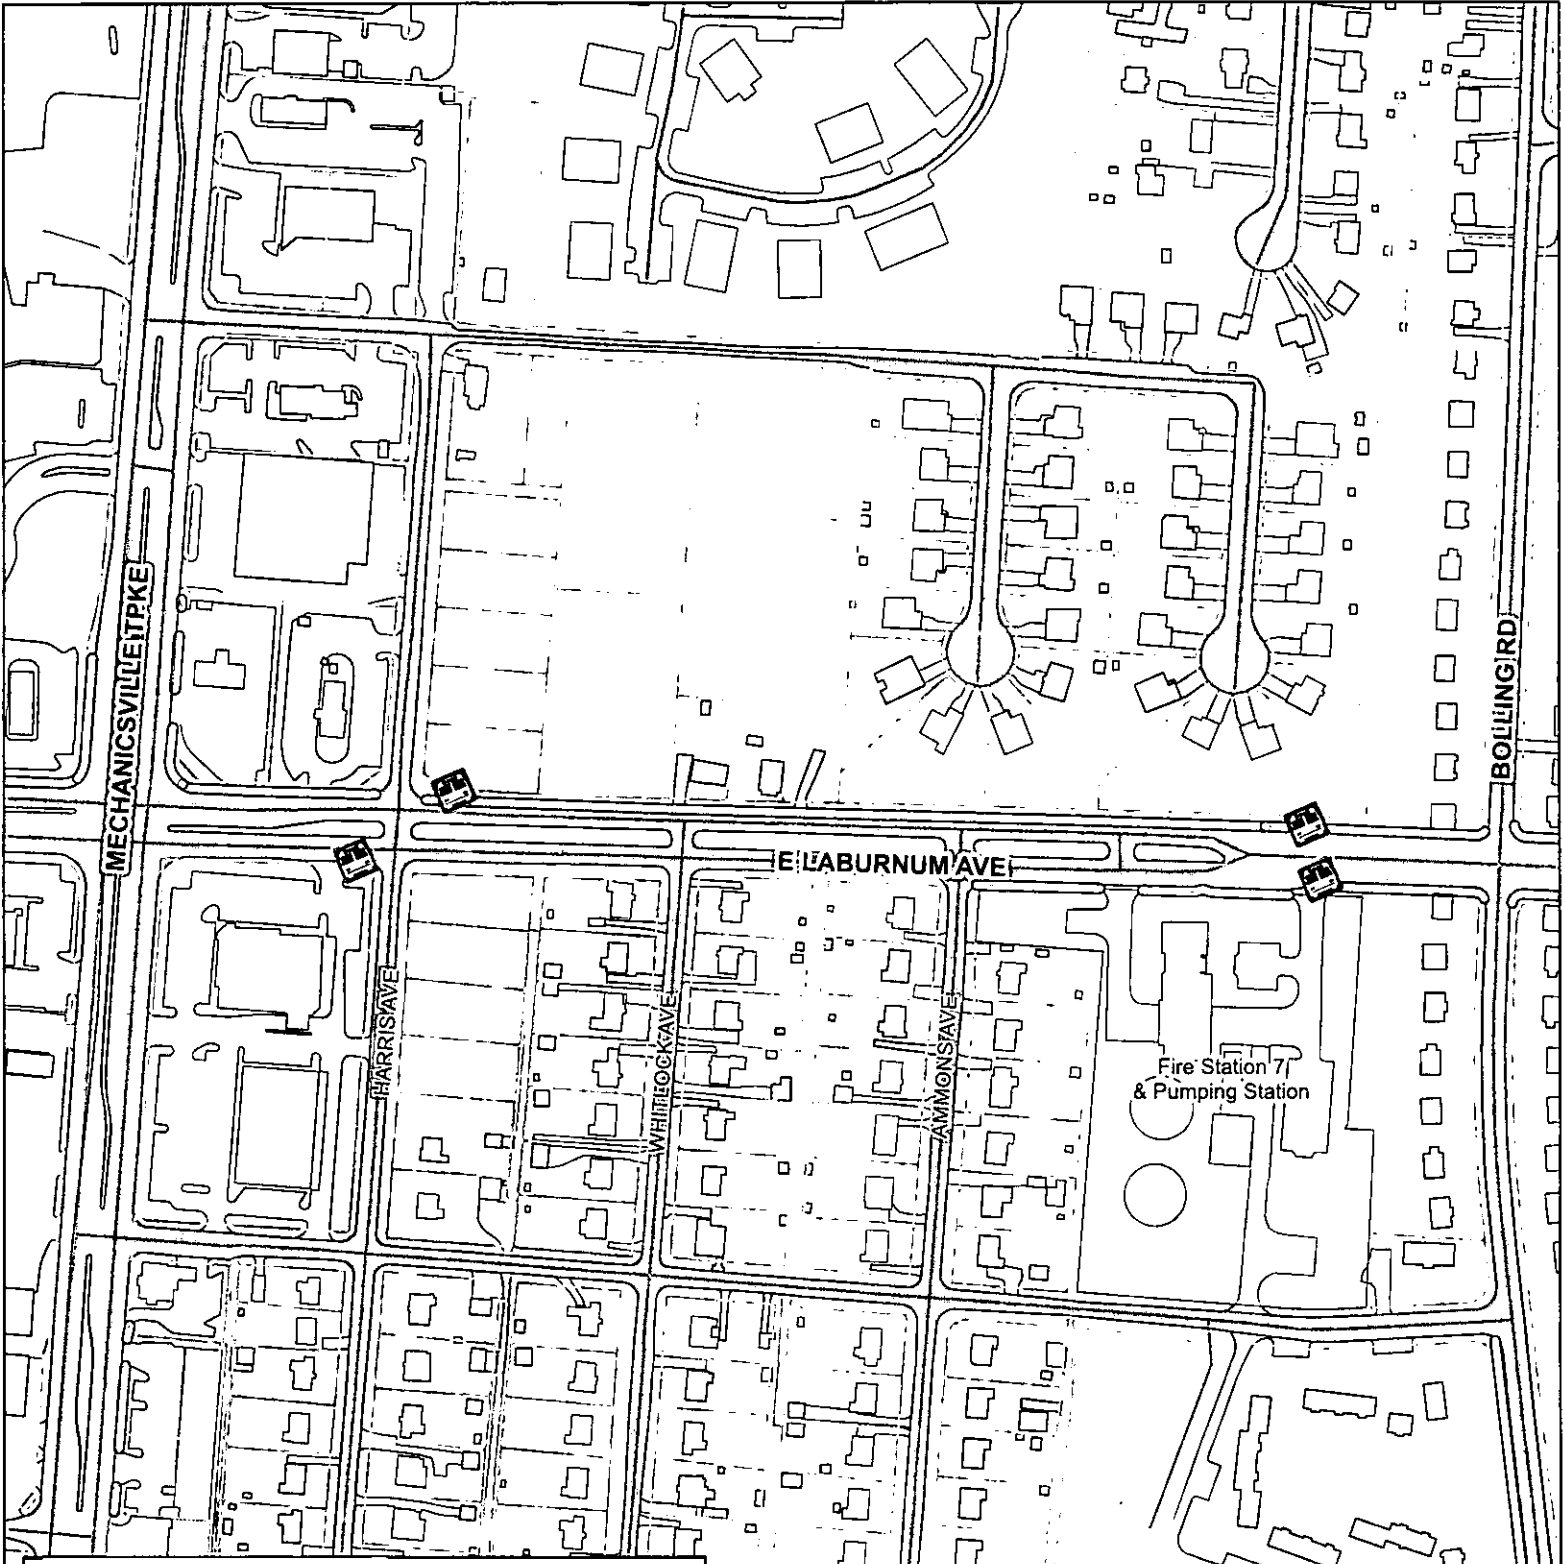 MECHANICSVILLE TPKE
BOLLING RD
E LABURNUM AVE
HARRIS AVE
WHITLOCK AVE
AMMONS AVE
Fire Station 7
& Pumping Station